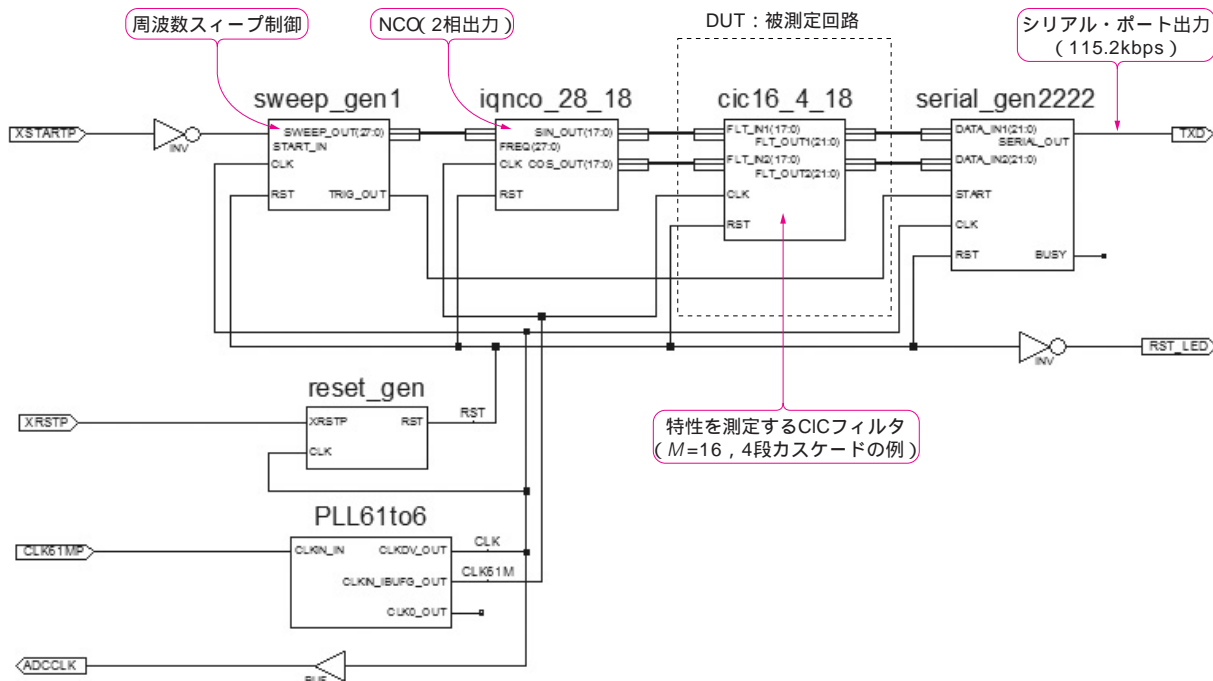 周波数スィープ制御
NCO(2相出力)
DUT：被測定回路
シリアル・ポート出力
(115.2kbps)
sweep_gen1
iqnco_28_18
cic16_4_18
serial_gen2222
XSTARTP
INV
SWEEP_OUT(27:0)
START_IN
CLK
RST
TRIG_OUT
SIN_OUT(17:0)
FREQ(27:0)
CLK COS_OUT(17:0)
RST
FLT_IN1(17:0)
FLT_OUT1(21:0)
FLT_IN2(17:0)
FLT_OUT2(21:0)
CLK
RST
DATA_IN1(21:0)
SERIAL_OUT
DATA_IN2(21:0)
START
CLK
RST
BUSY
TXD
INV
RST_LED
reset_gen
XRSTP
XRSTP
RST
CLK
RST
特性を測定するCICフィルタ
(M=16，4段カスケードの例)
PLL61to6
CLK61MP
CLKIN_IN
CLKDV_OUT
CLK
CLKIN_IBUFG_OUT
CLK61M
CLK0_OUT
ADCCLK
BUF